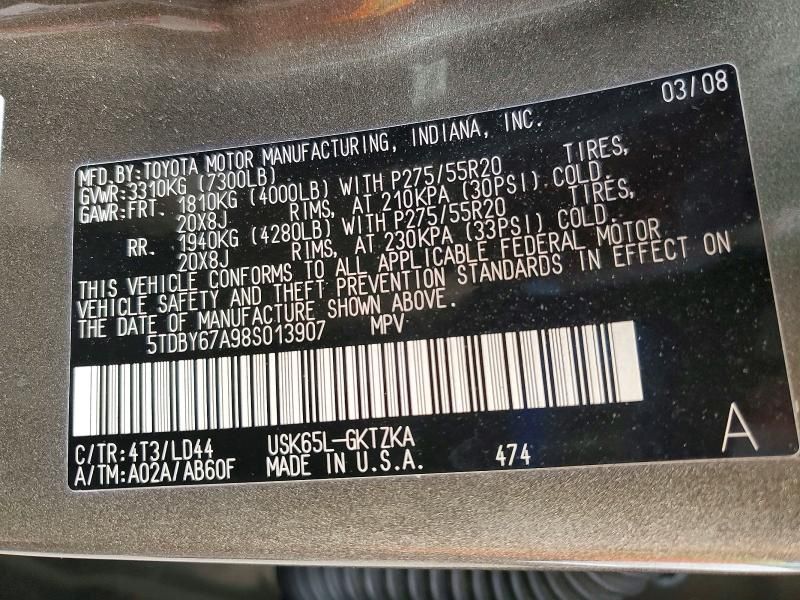 03/08
MFD.BY:TOYOTA MOTOR MANUFACTURING, INDIANA, INC.
GVWR:3310KG (7300LB)
GAWR:FRT. 1810KG (4000LB) WITH P275/55R20 TIRES,
20X8J RIMS, AT 210KPA (30PSI) COLD.
RR. 1940KG (4280LB) WITH P275/55R20 TIRES,
20X8J RIMS, AT 230KPA (33PSI) COLD.
THIS VEHICLE CONFORMS TO ALL APPLICABLE FEDERAL MOTOR
VEHICLE SAFETY AND THEFT PREVENTION STANDARDS IN EFFECT ON
THE DATE OF MANUFACTURE SHOWN ABOVE.
5TDBY67A98S013907 MPV
C/TR:4T3/LD44 USK65L-GKTZKA
A/TM:A02A/AB60F MADE IN U.S.A. 474 A